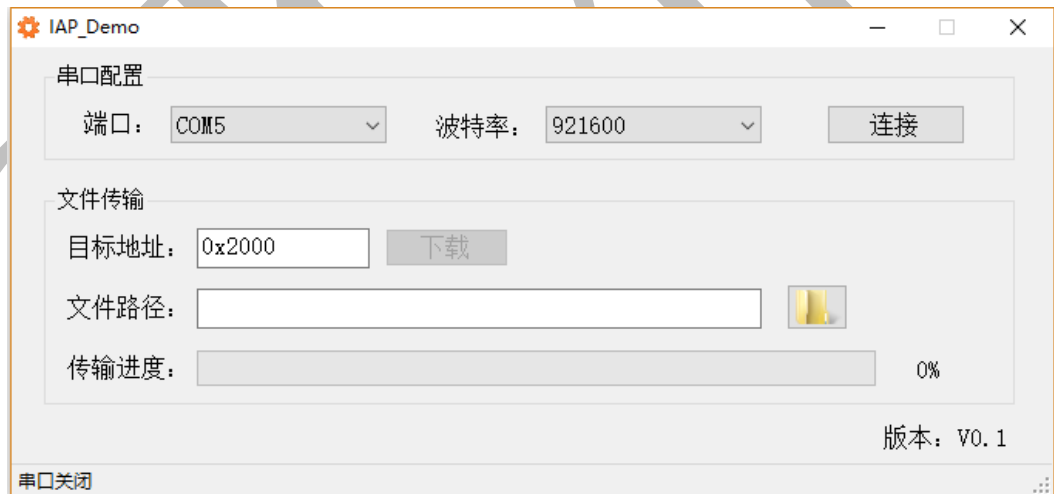 IAP_Demo
串口配置
端口： COM5 波特率： 921600 连接
文件传输
目标地址： 0x2000 下载
文件路径：
传输进度： 0%
版本：V0.1
串口关闭